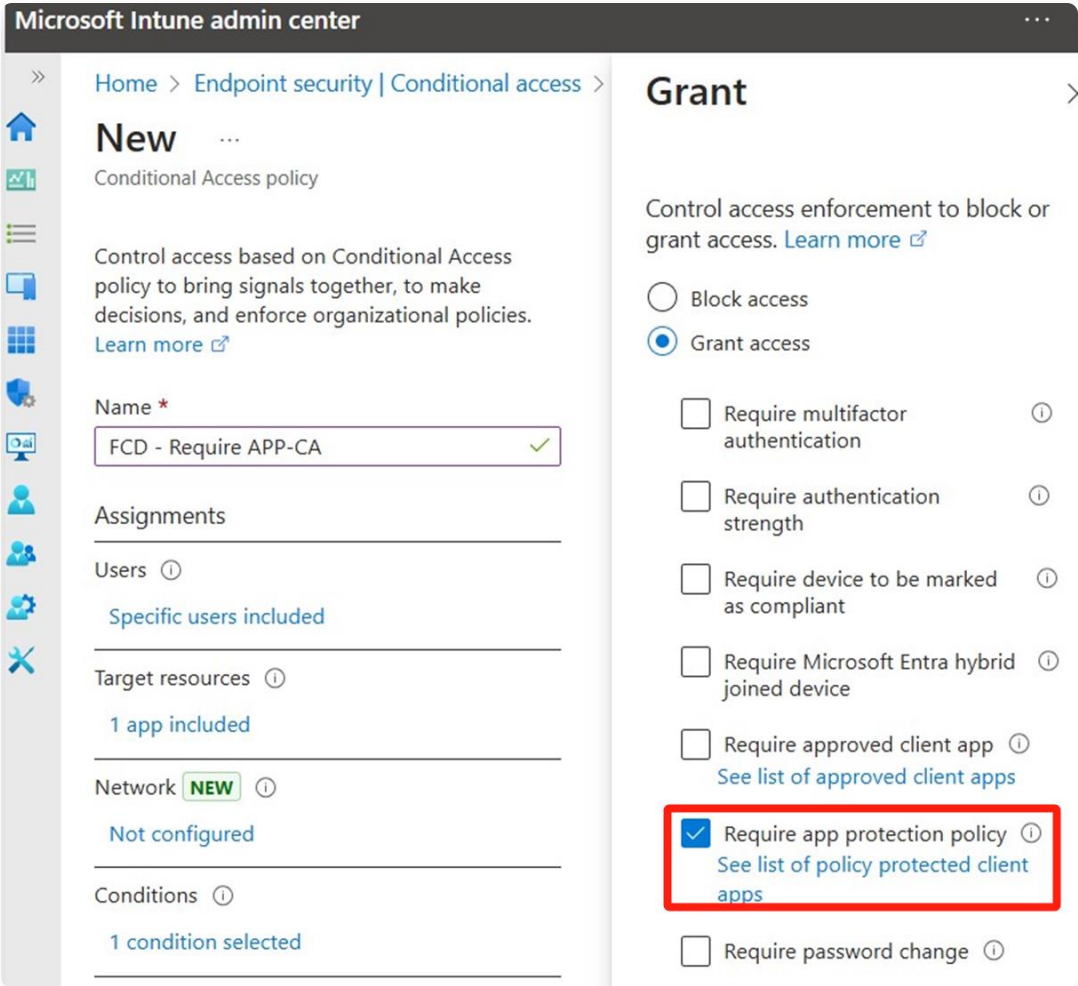 Microsoft Intune admin center
Home > Endpoint security | Conditional access >
New ...
Conditional Access policy
Control access based on Conditional Access
policy to bring signals together, to make
decisions, and enforce organizational policies.
Learn more
Name *
FCD - Require APP-CA
Assignments
Users
Specific users included
Target resources
1 app included
Network NEW
Not configured
Conditions
1 condition selected
Grant
Control access enforcement to block or
grant access. Learn more
Block access
Grant access
Require multifactor
authentication
Require authentication
strength
Require device to be marked
as compliant
Require Microsoft Entra hybrid
joined device
Require approved client app
See list of approved client apps
Require app protection policy
See list of policy protected client
apps
Require password change